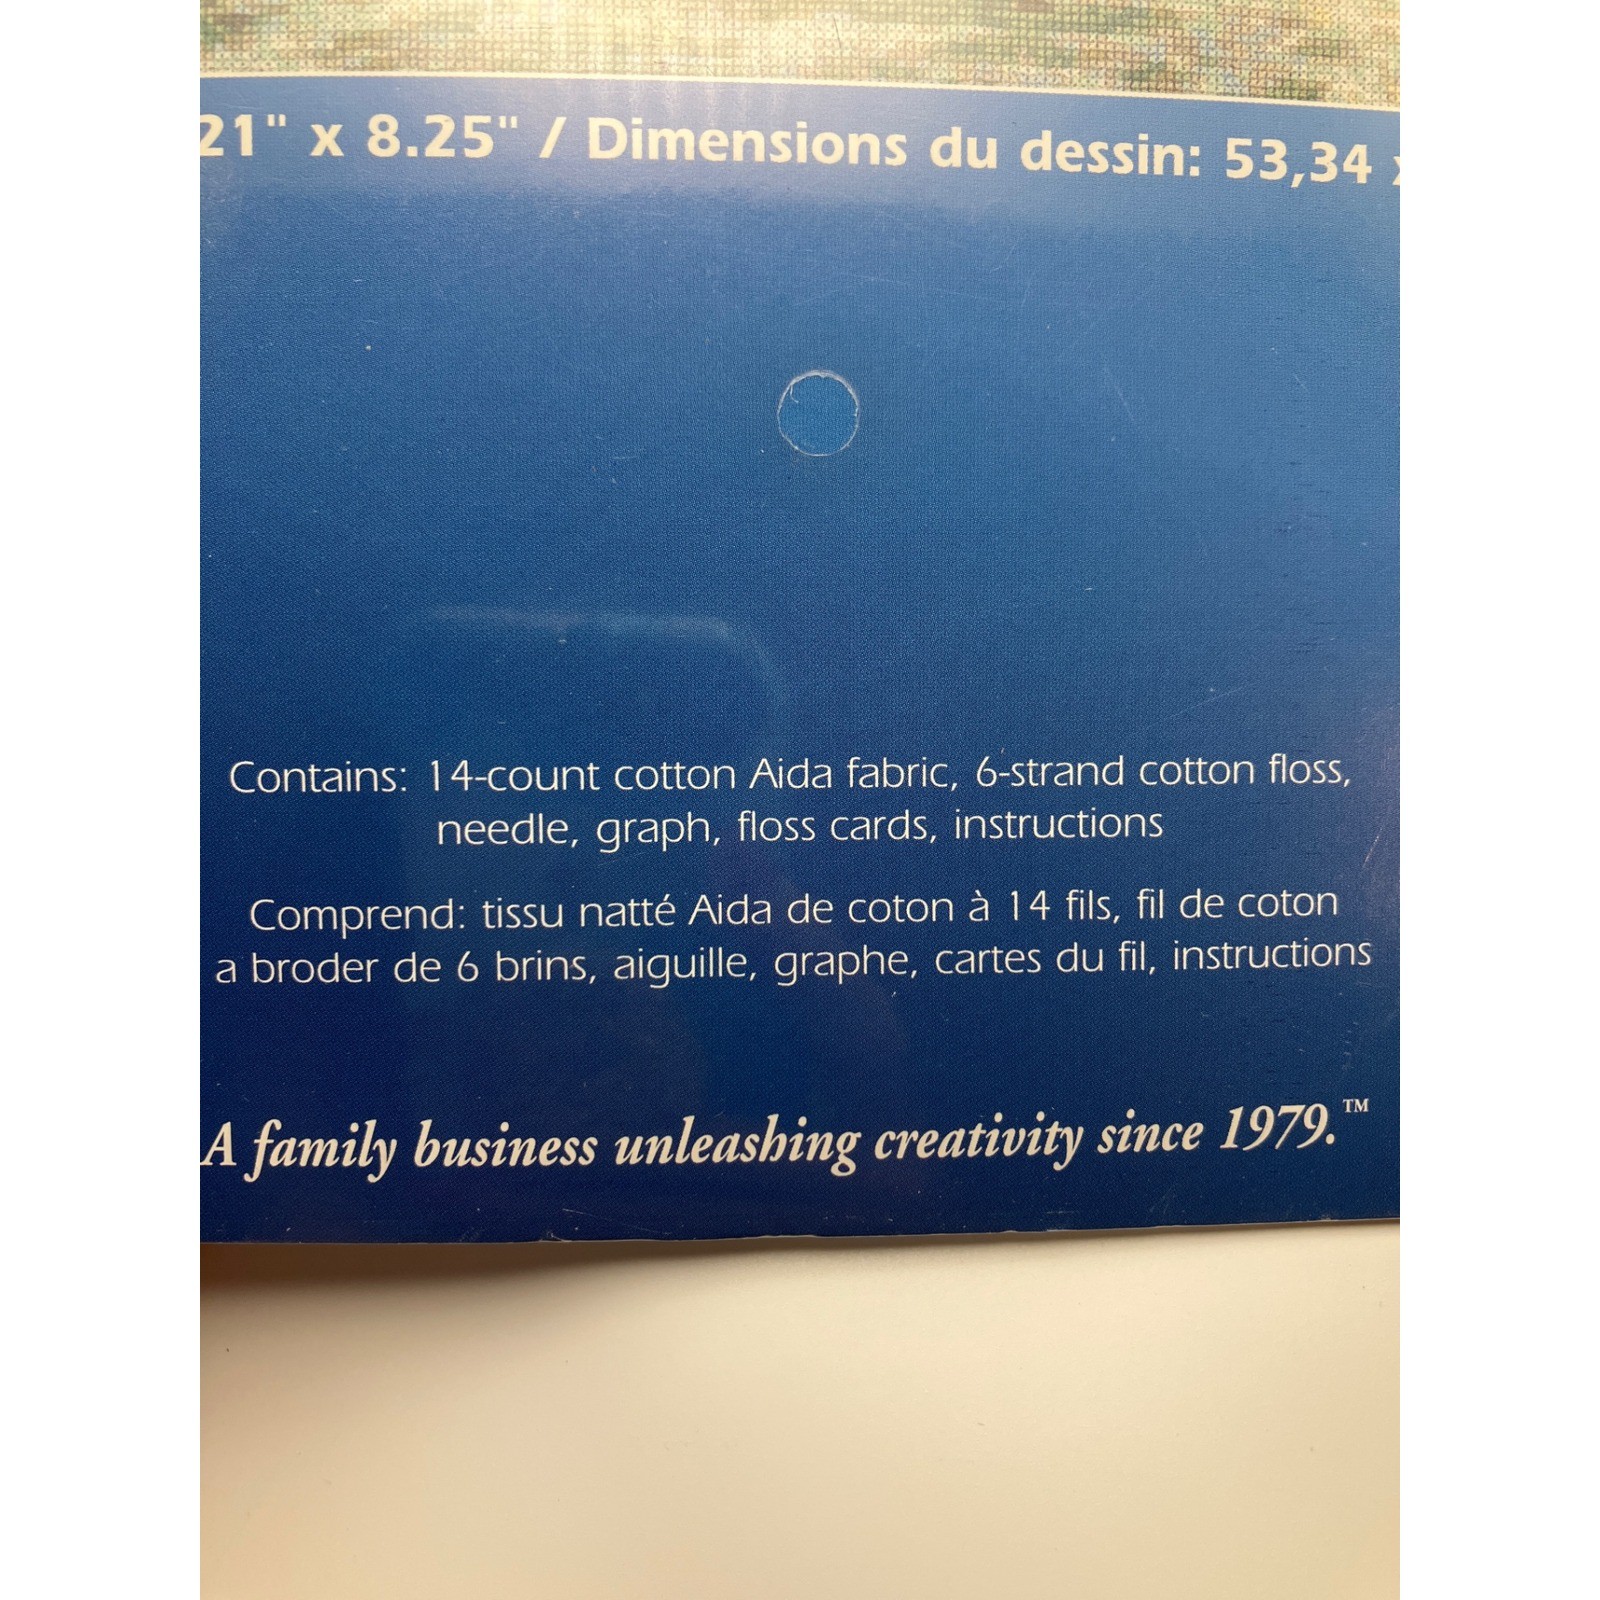 21" x 8.25" / Dimensions du dessin: 53,34
Contains: 14-count cotton Aida fabric, 6-strand cotton floss,
needle, graph, floss cards, instructions
Comprend: tissu natté Aida de coton à 14 fils, fil de coton
a broder de 6 brins, aiguille, graphe, cartes du fil, instructions
A family business unleashing creativity since 1979.™